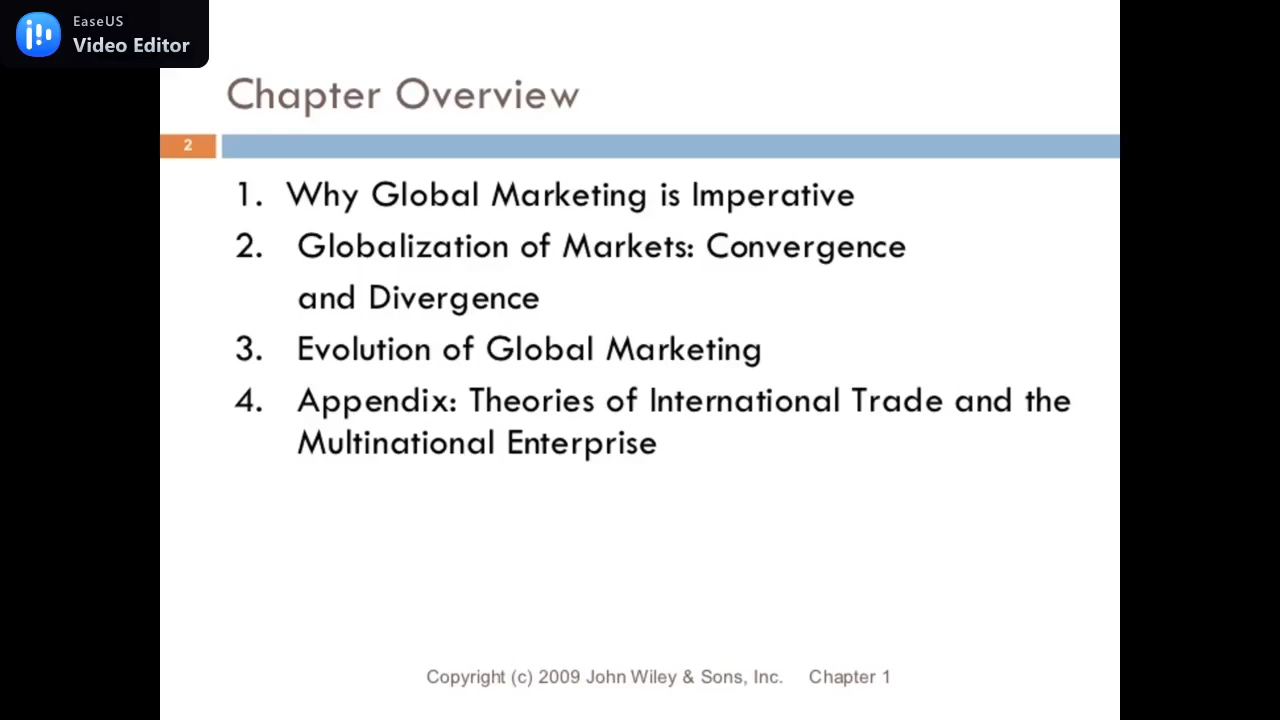 EaseUS
Video Editor
Chapter Overview
2
1. Why Global Marketing is Imperative
2. Globalization of Markets: Convergence
and Divergence
3. Evolution of Global Marketing
4. Appendix: Theories of International Trade and the
Multinational Enterprise
Copyright (c) 2009 John Wiley & Sons, Inc. Chapter 1